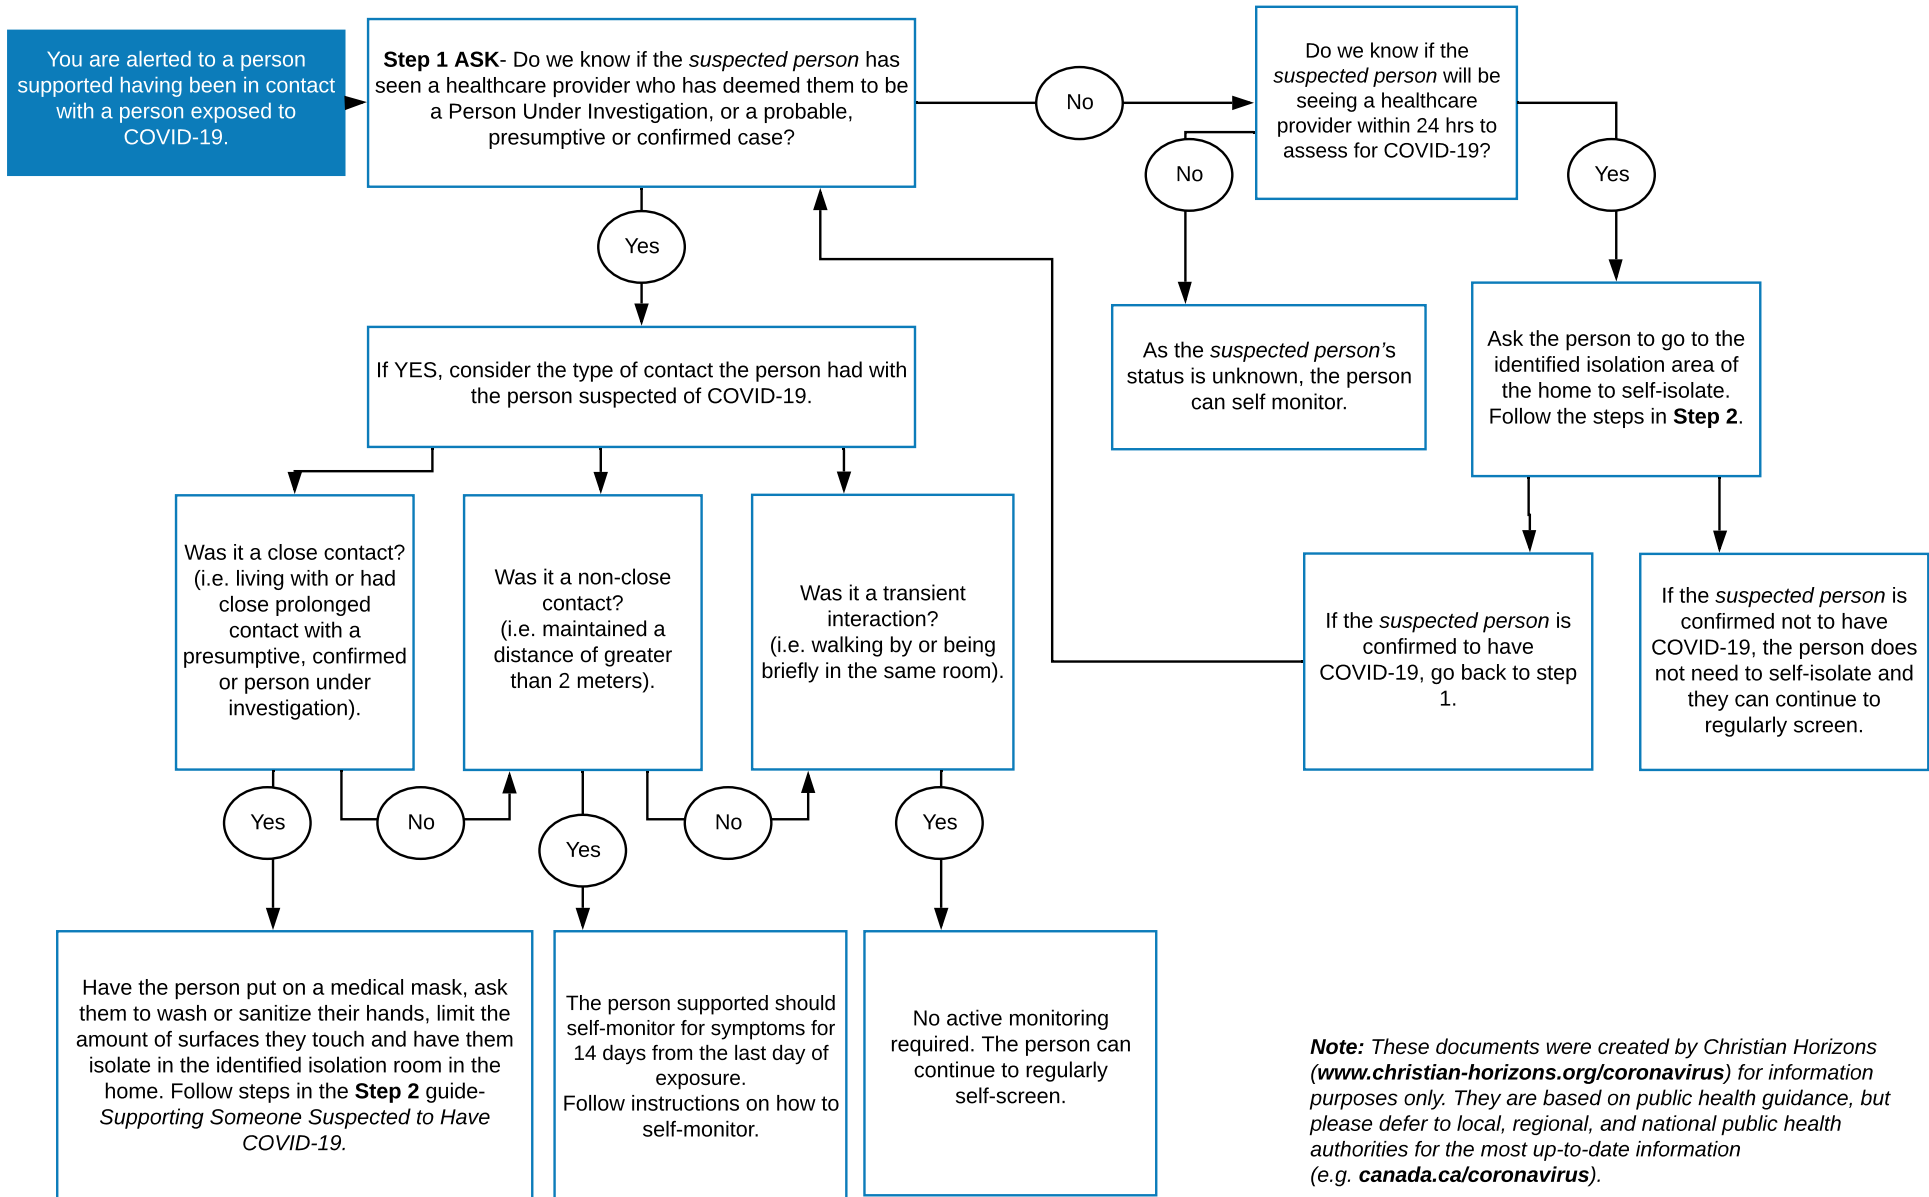 You are alerted to a person
supported having been in contact
with a person exposed to
COVID-19.
Step 1 ASK- Do we know if the suspected person has
seen a healthcare provider who has deemed them to be
a Person Under Investigation, or a probable,
presumptive or confirmed case?
No
Do we know if the
suspected person will be
seeing a healthcare
provider within 24 hrs to
assess for COVID-19?
No
Yes
Yes
As the suspected person's
status is unknown, the person
can self monitor.
Ask the person to go to the
identified isolation area of
the home to self-isolate.
Follow the steps in Step 2.
If YES, consider the type of contact the person had with
the person suspected of COVID-19.
Was it a close contact?
(i.e. living with or had
close prolonged
contact with a
presumptive, confirmed
or person under
investigation).
Was it a non-close
contact?
(i.e. maintained a
distance of greater
than 2 meters).
Was it a transient
interaction?
(i.e. walking by or being
briefly in the same room).
If the suspected person is
confirmed to have
COVID-19, go back to step
1.
If the suspected person is
confirmed not to have
COVID-19, the person does
not need to self-isolate and
they can continue to
regularly screen.
Yes
No
Yes
No
Yes
Have the person put on a medical mask, ask
them to wash or sanitize their hands, limit the
amount of surfaces they touch and have them
isolate in the identified isolation room in the
home. Follow steps in the Step 2 guide-
Supporting Someone Suspected to Have
COVID-19.
The person supported should
self-monitor for symptoms for
14 days from the last day of
exposure.
Follow instructions on how to
self-monitor.
No active monitoring
required. The person can
continue to regularly
self-screen.
Note: These documents were created by Christian Horizons
(www.christian-horizons.org/coronavirus) for information
purposes only. They are based on public health guidance, but
please defer to local, regional, and national public health
authorities for the most up-to-date information
(e.g. canada.ca/coronavirus).